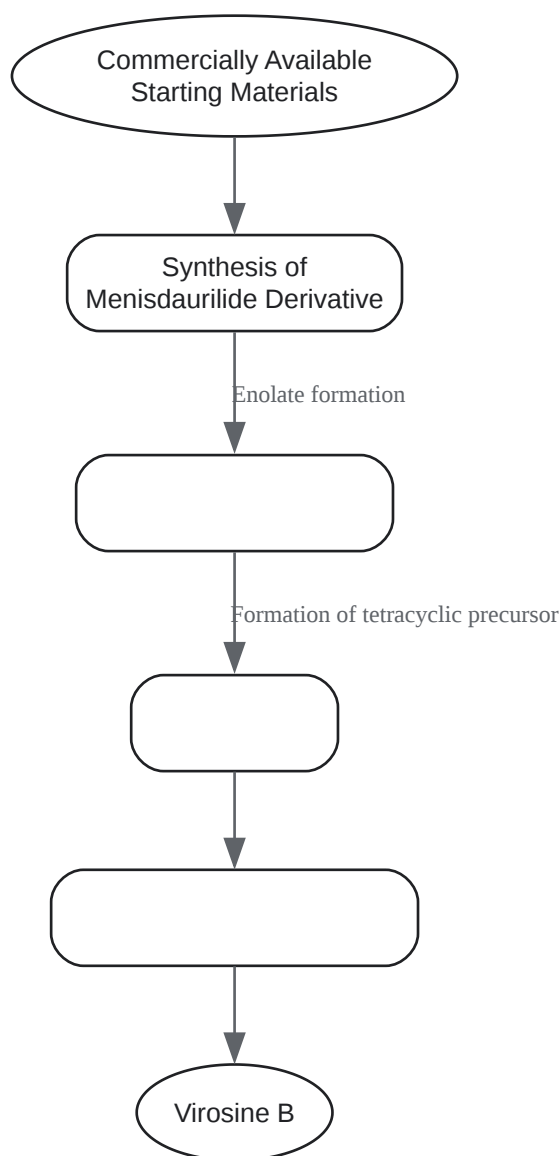 Commercially Available
Starting Materials
Synthesis of
Menisdaurilide Derivative
Enolate formation
Formation of tetracyclic precursor
Virosine B